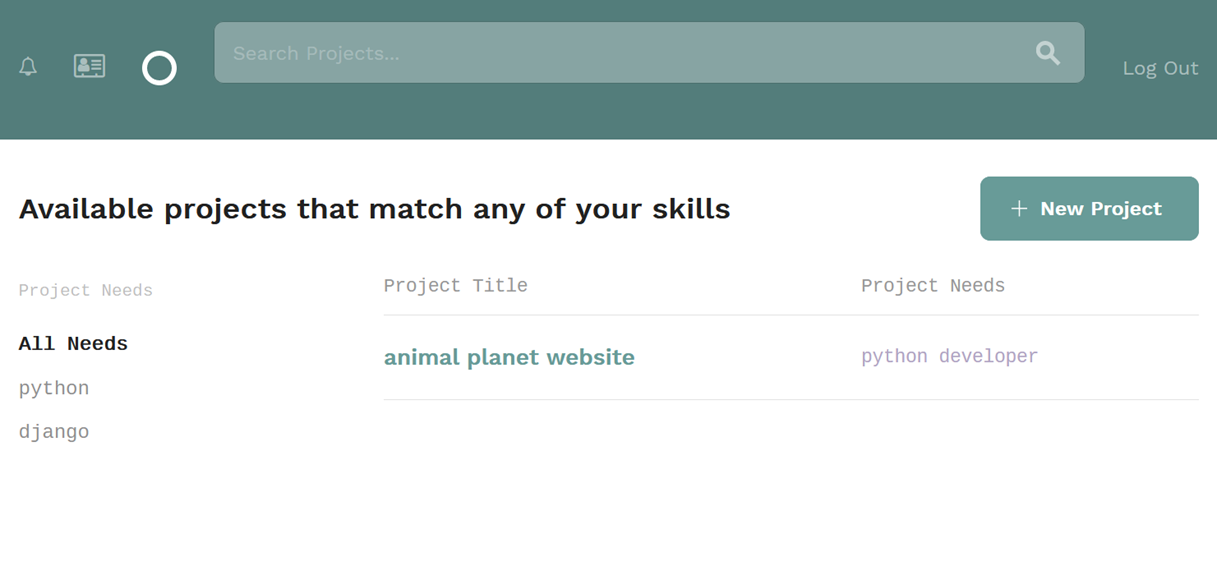 Search Projects...
Log Out
Available projects that match any of your skills
+ New Project
Project Needs
All Needs
python
django
Project Title
Project Needs
animal planet website
python developer